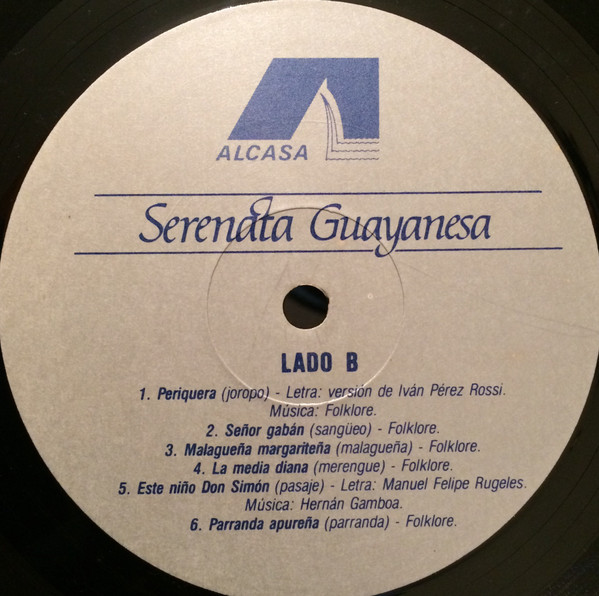 ALCASA
Serenata Guayanesa
LADO B
1. Periquera (joropo) - Letra: versión de Iván Pérez Rossi.
Música: Folklore.
2. Señor gabán (sangüeo) - Folklore.
3. Malagueña margariteña (malagueña) - Folklore.
4. La media diana (merengue) - Folklore.
5. Este niño Don Simón (pasaje) - Letra: Manuel Felipe Rugeles.
Música: Hernán Gamboa.
6. Parranda apureña (parranda) - Folklore.